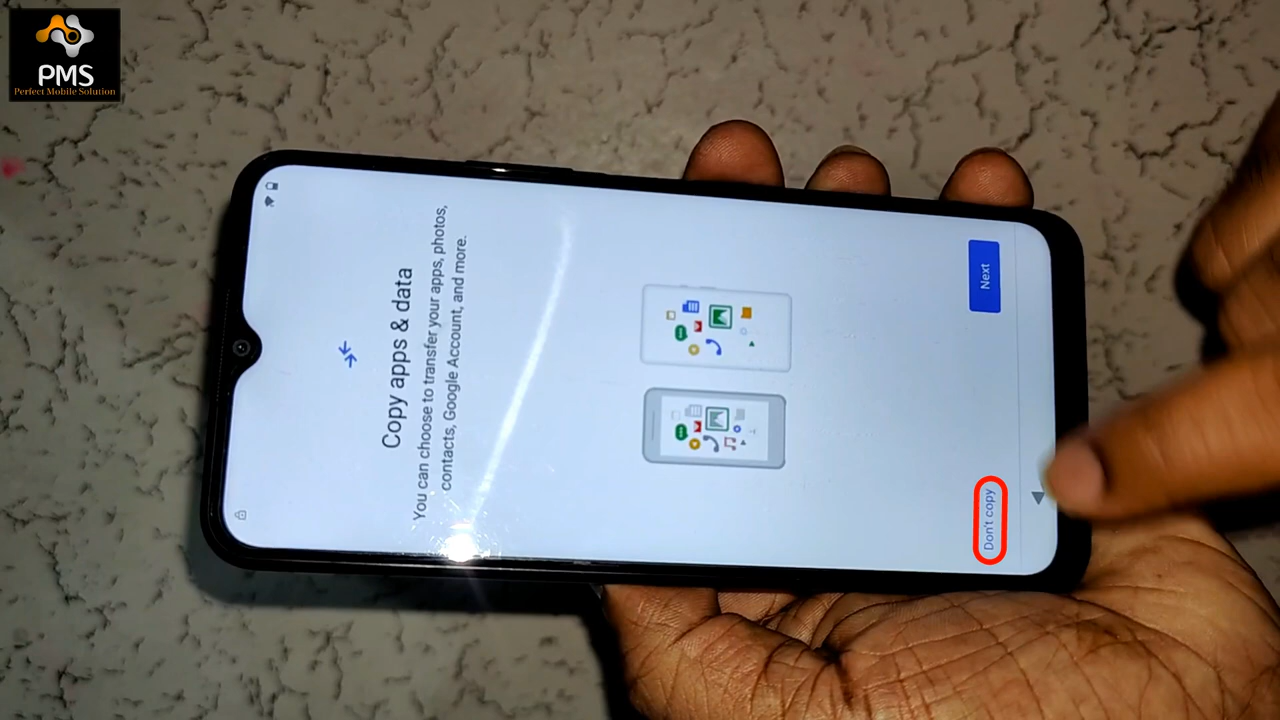 PMS
Perfect Mobile Solution
Copy apps & data
You can choose to transfer your apps, photos,
contacts, Google Account, and more.
Don't copy
Next